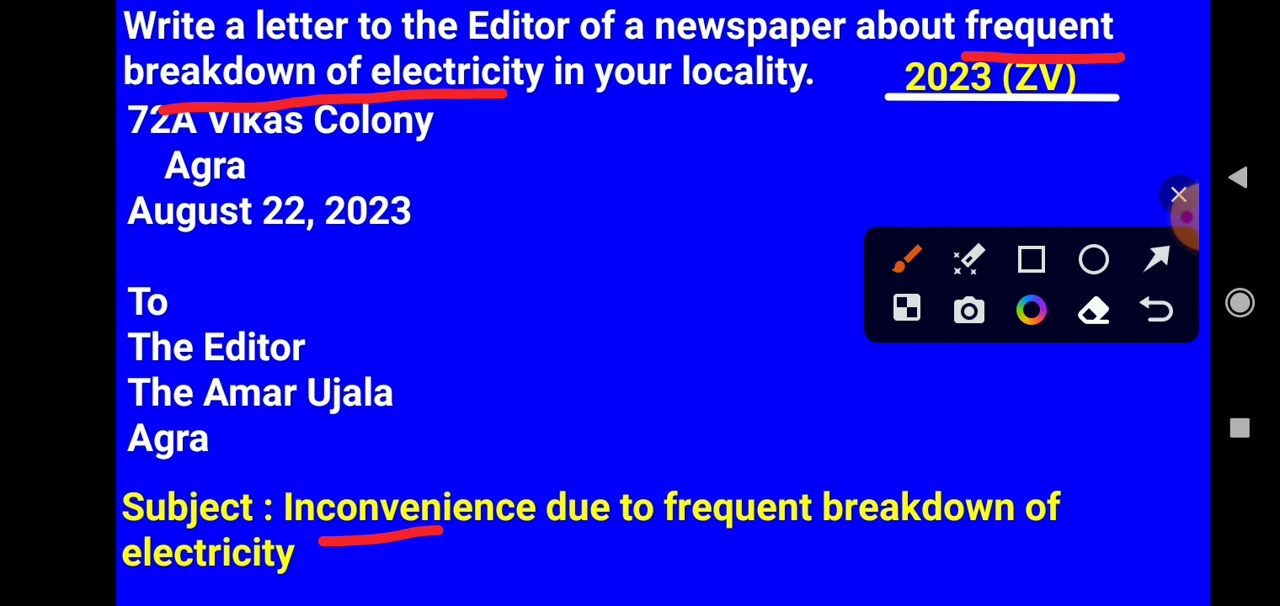 Write a letter to the Editor of a newspaper about frequent
breakdown of electricity in your locality. 2023 (ZV)
72A Vikas Colony
Agra
August 22, 2023
To
The Editor
The Amar Ujala
Agra
Subject : Inconvenience due to frequent breakdown of
electricity